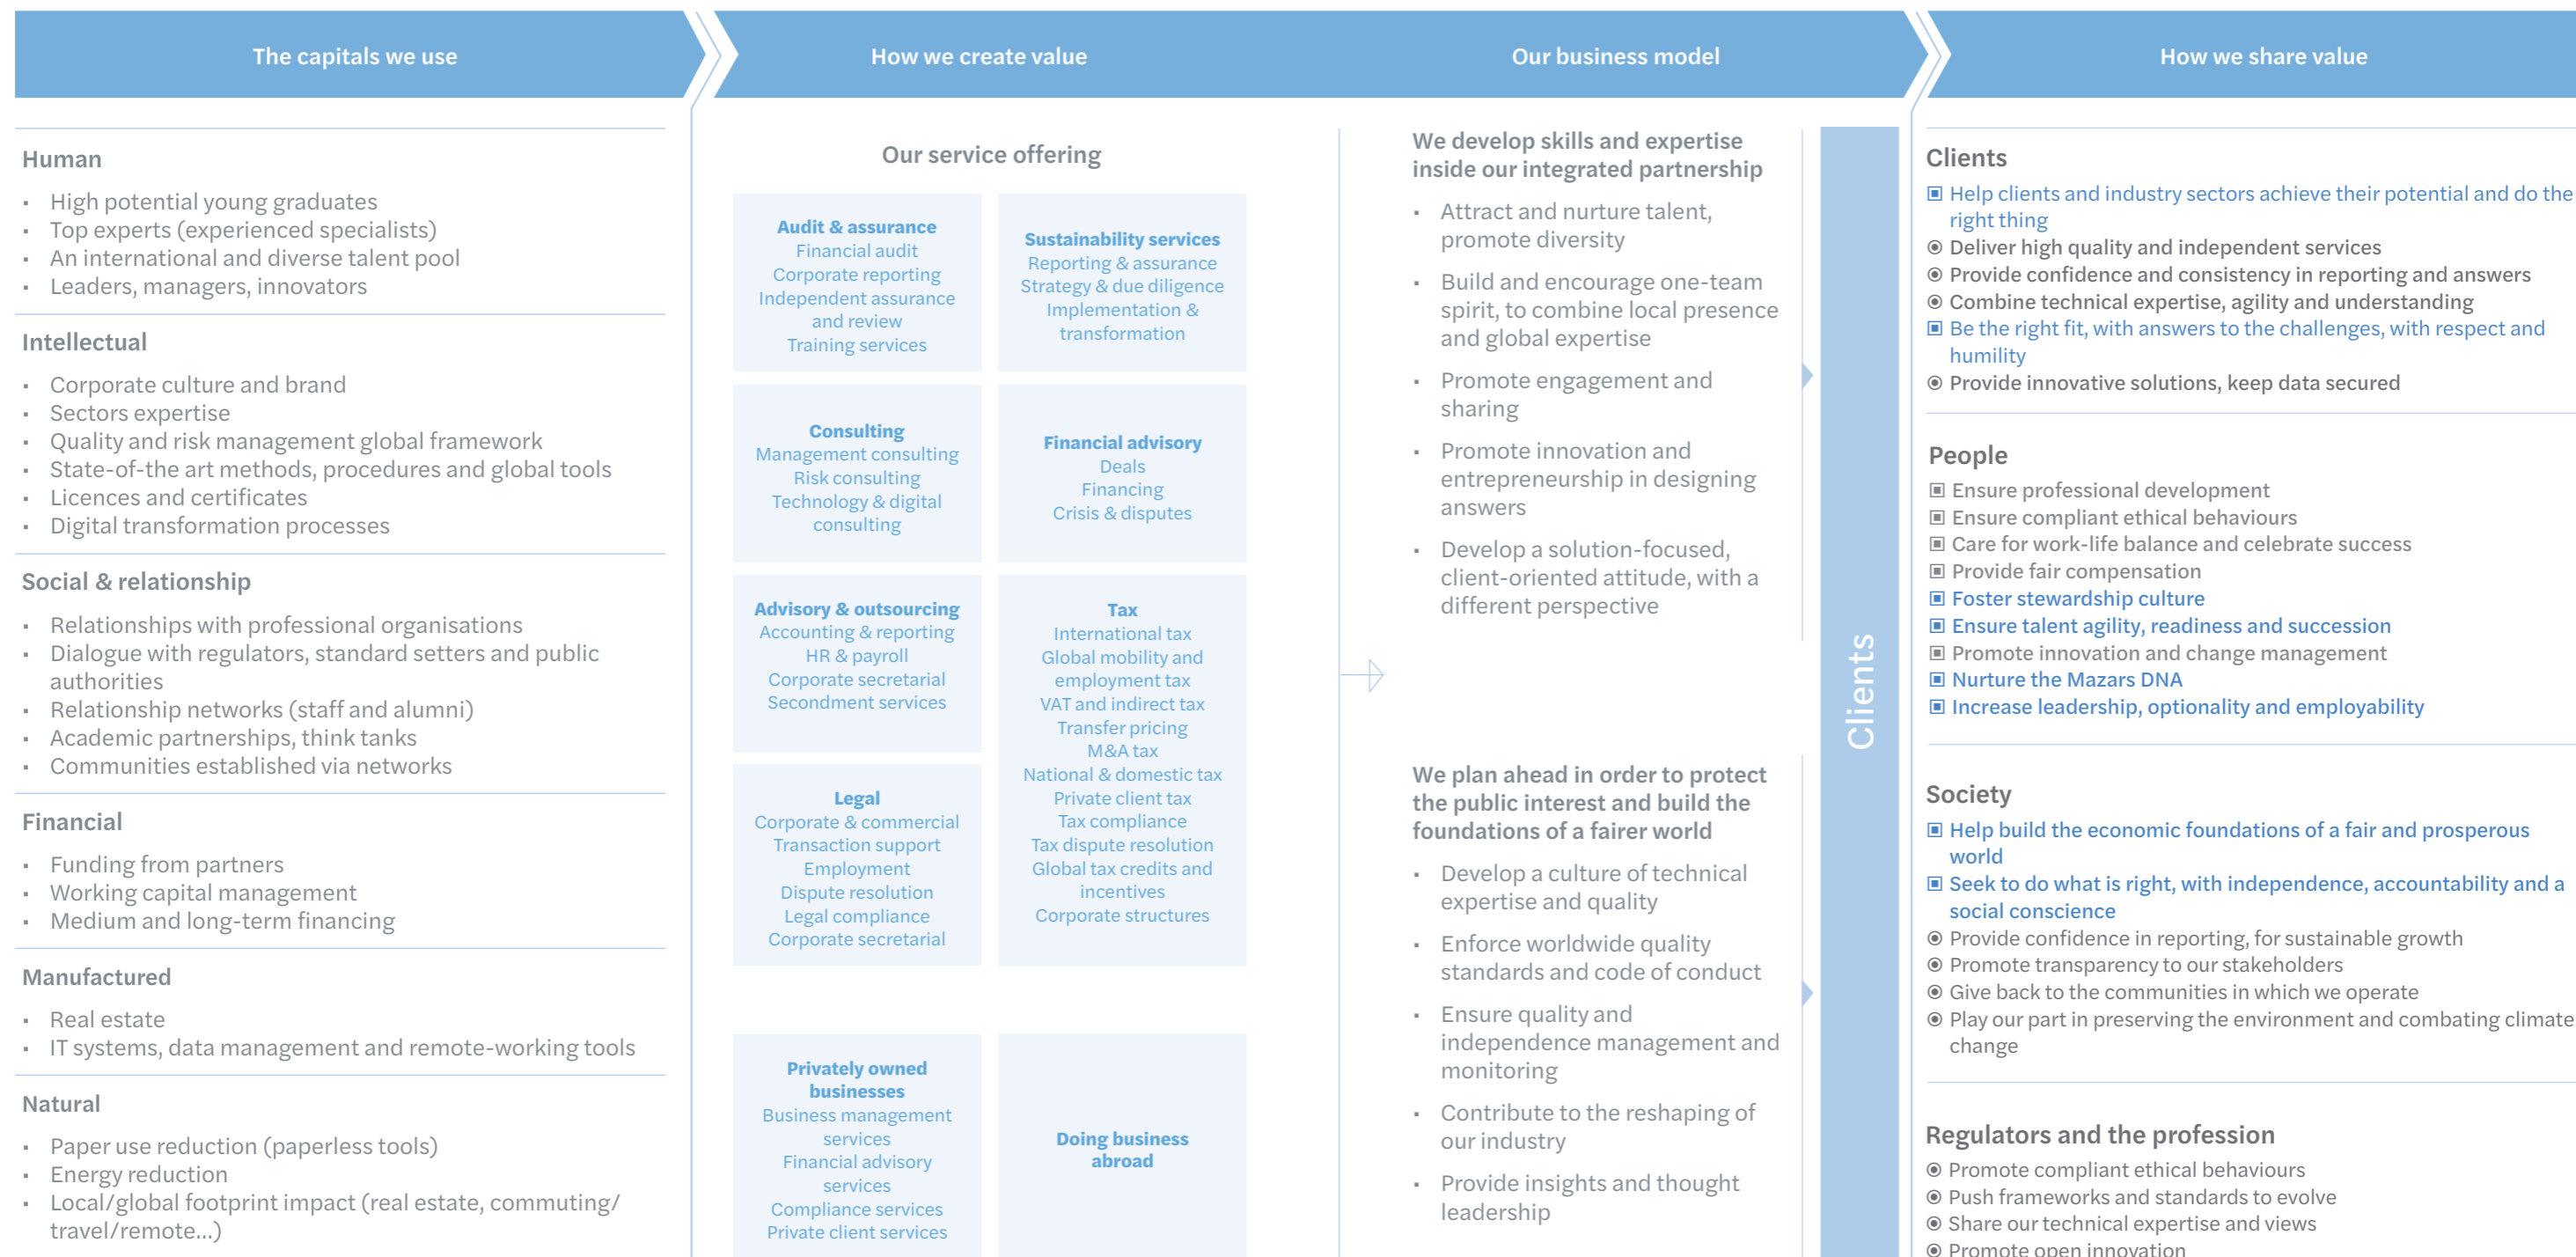 The capitals we use
How we create value
Our business model
How we share value
Human
▪ High potential young graduates
▪ Top experts (experienced specialists)
▪ An international and diverse talent pool
▪ Leaders, managers, innovators
Intellectual
▪ Corporate culture and brand
▪ Sectors expertise
▪ Quality and risk management global framework
▪ State-of-the art methods, procedures and global tools
▪ Licences and certificates
▪ Digital transformation processes
Social & relationship
▪ Relationships with professional organisations
▪ Dialogue with regulators, standard setters and public
authorities
▪ Relationship networks (staff and alumni)
▪ Academic partnerships, think tanks
▪ Communities established via networks
Financial
▪ Funding from partners
▪ Working capital management
▪ Medium and long-term financing
Manufactured
▪ Real estate
▪ IT systems, data management and remote-working tools
Natural
▪ Paper use reduction (paperless tools)
▪ Energy reduction
▪ Local/global footprint impact (real estate, commuting/
travel/remote...)
Our service offering
Audit & assurance
Financial audit
Corporate reporting
Independent assurance
and review
Training services
Sustainability services
Reporting & assurance
Strategy & due diligence
Implementation &
transformation
Consulting
Management consulting
Risk consulting
Technology & digital
consulting
Financial advisory
Deals
Financing
Crisis & disputes
Advisory & outsourcing
Accounting & reporting
HR & payroll
Corporate secretarial
Secondment services
Tax
International tax
Global mobility and
employment tax
VAT and indirect tax
Transfer pricing
M&A tax
National & domestic tax
Private client tax
Tax compliance
Tax dispute resolution
Global tax credits and
incentives
Corporate structures
Legal
Corporate & commercial
Transaction support
Employment
Dispute resolution
Legal compliance
Corporate secretarial
Privately owned
businesses
Business management
services
Financial advisory
services
Compliance services
Private client services
Doing business
abroad
We develop skills and expertise
inside our integrated partnership
▪ Attract and nurture talent,
promote diversity
▪ Build and encourage one-team
spirit, to combine local presence
and global expertise
▪ Promote engagement and
sharing
▪ Promote innovation and
entrepreneurship in designing
answers
▪ Develop a solution-focused,
client-oriented attitude, with a
different perspective
We plan ahead in order to protect
the public interest and build the
foundations of a fairer world
▪ Develop a culture of technical
expertise and quality
▪ Enforce worldwide quality
standards and code of conduct
▪ Ensure quality and
independence management and
monitoring
▪ Contribute to the reshaping of
our industry
▪ Provide insights and thought
leadership
Clients
Clients
▣ Help clients and industry sectors achieve their potential and do the
right thing
◉ Deliver high quality and independent services
◉ Provide confidence and consistency in reporting and answers
◉ Combine technical expertise, agility and understanding
▣ Be the right fit, with answers to the challenges, with respect and
humility
◉ Provide innovative solutions, keep data secured
People
▣ Ensure professional development
▣ Ensure compliant ethical behaviours
▣ Care for work-life balance and celebrate success
▣ Provide fair compensation
▣ Foster stewardship culture
▣ Ensure talent agility, readiness and succession
▣ Promote innovation and change management
▣ Nurture the Mazars DNA
▣ Increase leadership, optionality and employability
Society
▣ Help build the economic foundations of a fair and prosperous
world
▣ Seek to do what is right, with independence, accountability and a
social conscience
◉ Provide confidence in reporting, for sustainable growth
◉ Promote transparency to our stakeholders
◉ Give back to the communities in which we operate
◉ Play our part in preserving the environment and combating climate
change
Regulators and the profession
◉ Promote compliant ethical behaviours
◉ Push frameworks and standards to evolve
◉ Share our technical expertise and views
◉ Promote open innovation